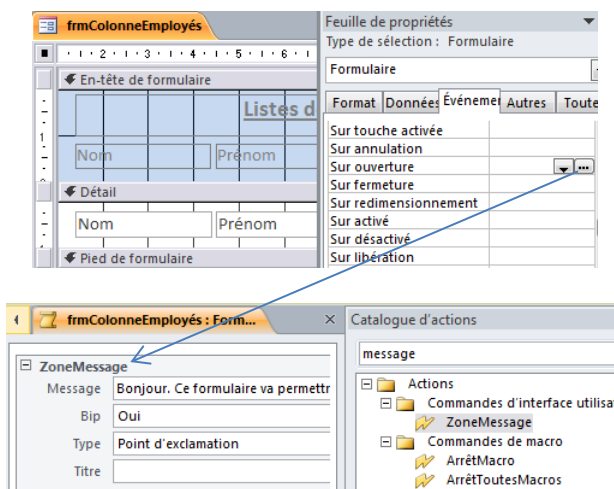 frmColonneEmployés
Feuille de propriétés
Type de sélection : Formulaire
Formulaire
En-tête de formulaire
Listes d
Nom
Prénom
Détail
Nom
Prénom
Pied de formulaire
Format Données Événemer Autres Toute
Sur touche activée
Sur annulation
Sur ouverture
Sur fermeture
Sur redimensionnement
Sur activé
Sur désactivé
Sur libération
frmColonneEmployés : Form...
ZoneMessage
Message Bonjour. Ce formulaire va permettr
Bip Oui
Type Point d'exclamation
Titre
Catalogue d'actions
message
Actions
Commandes d'interface utilisat
ZoneMessage
Commandes de macro
ArrêtMacro
ArrêtToutesMacros